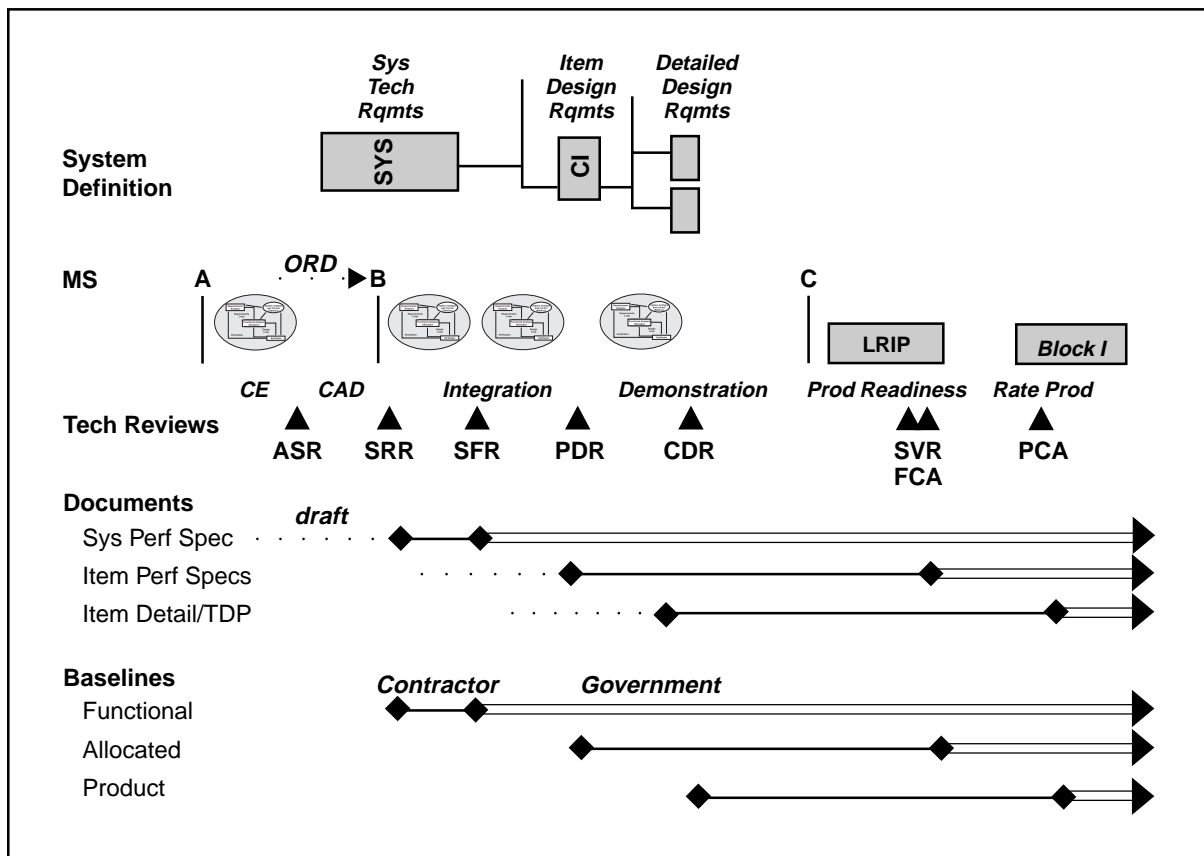 Sys
Tech
Rqmts
Item
Design
Rqmts
Detailed
Design
Rqmts
System
Definition
SYS
CI
MS
A
ORD
B
C
LRIP
Block I
CE
CAD
Integration
Demonstration
Prod Readiness
Rate Prod
Tech Reviews
ASR
SRR
SFR
PDR
CDR
SVR
FCA
PCA
Documents
draft
Sys Perf Spec
Item Perf Specs
Item Detail/TDP
Baselines
Contractor
Government
Functional
Allocated
Product